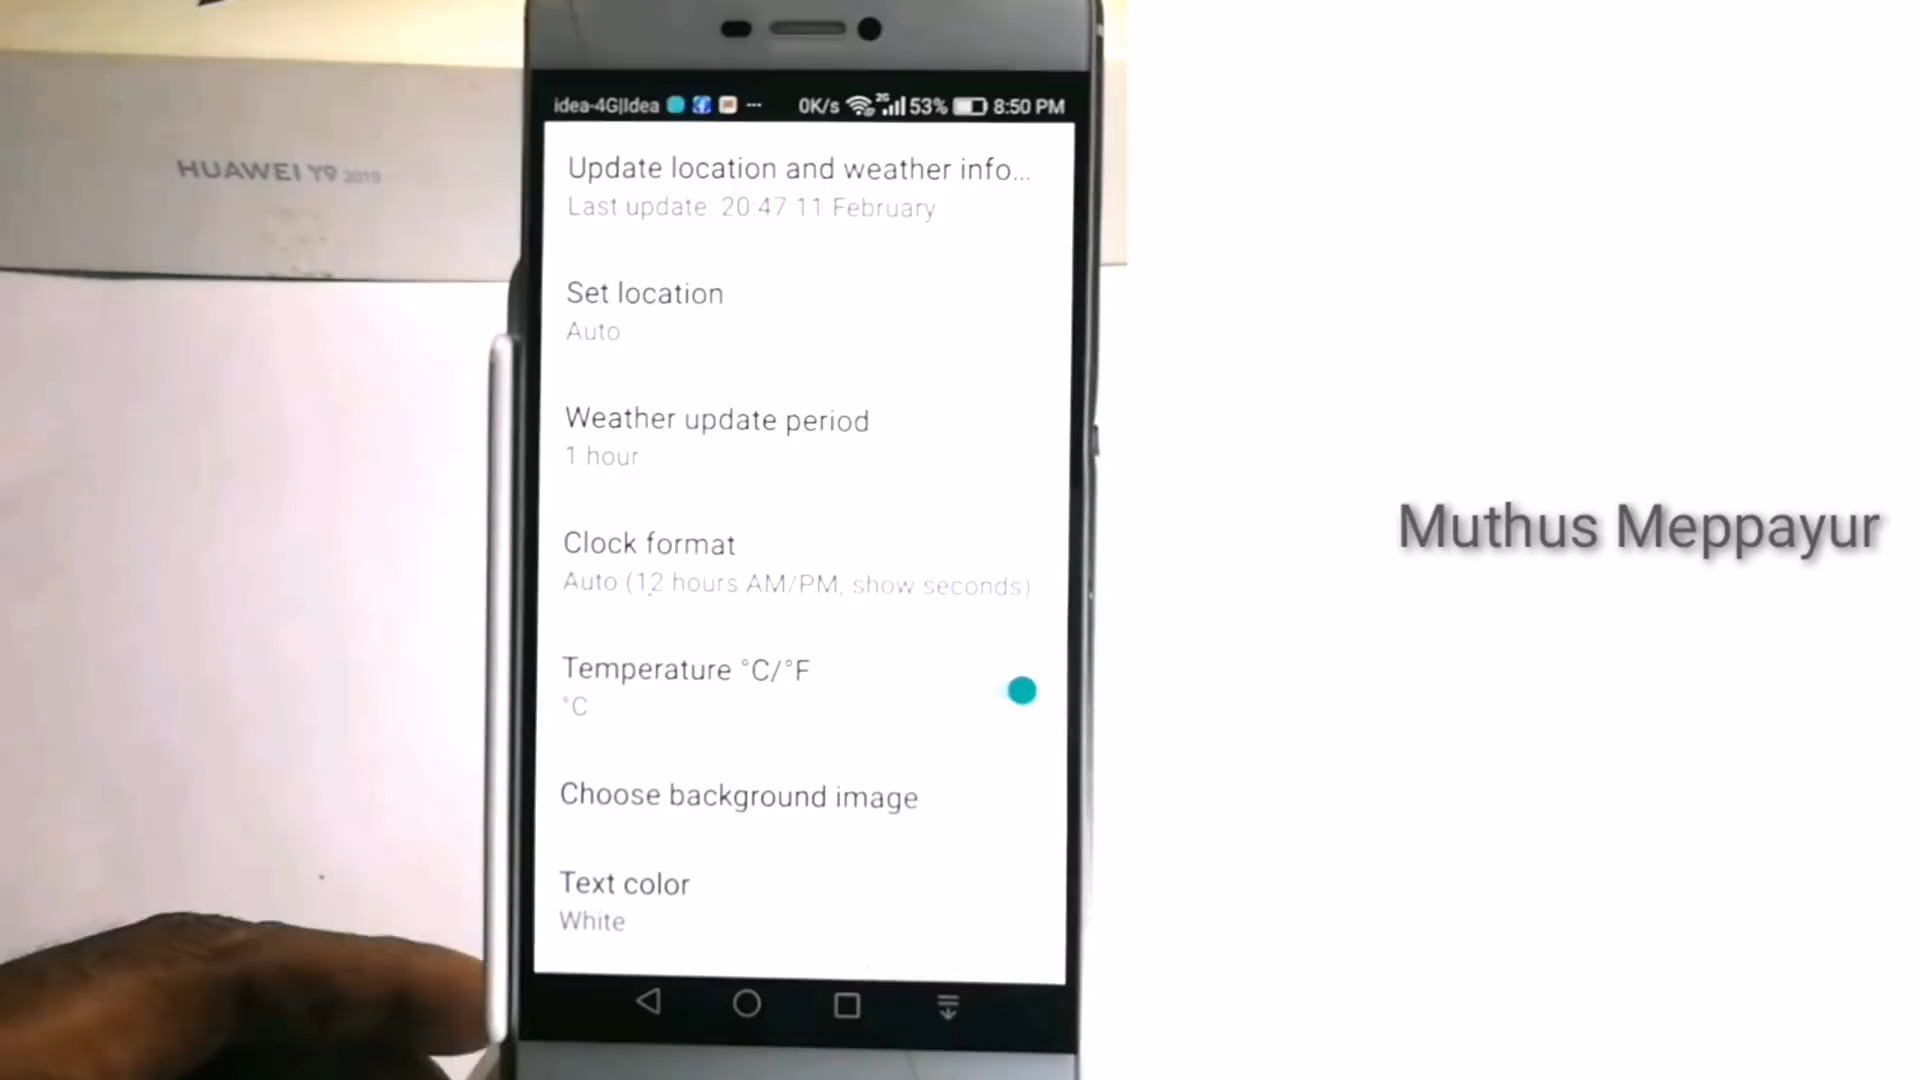 HUAWEI Y9 2019
idea-4G|Idea ... 0K/s 2G 53% 8:50 PM
Update location and weather info...
Last update: 20:47 11 February
Set location
Auto
Weather update period
1 hour
Clock format
Auto (12 hours AM/PM, show seconds)
Temperature °C/°F
°C
Choose background image
Text color
White
Muthus Meppayur